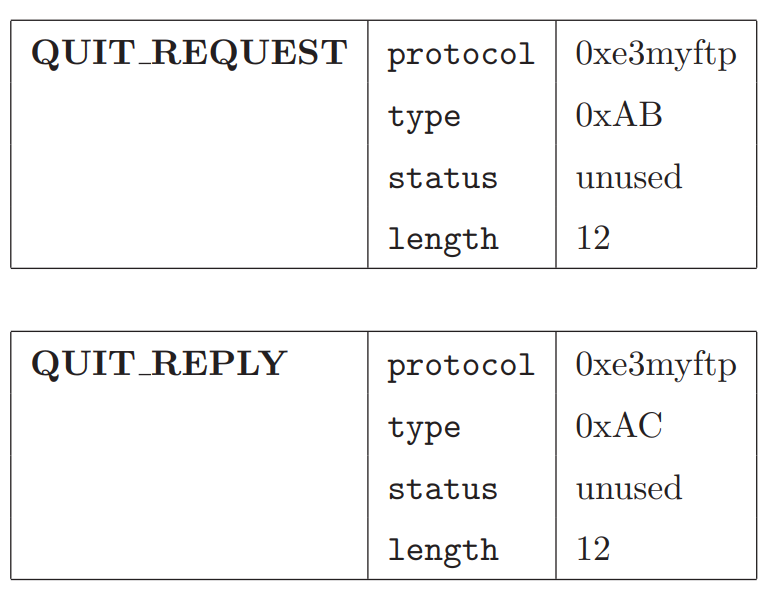 QUIT_REQUEST protocol 0xe3myftp
type 0xAB
status unused
length 12
QUIT_REPLY protocol 0xe3myftp
type 0xAC
status unused
length 12